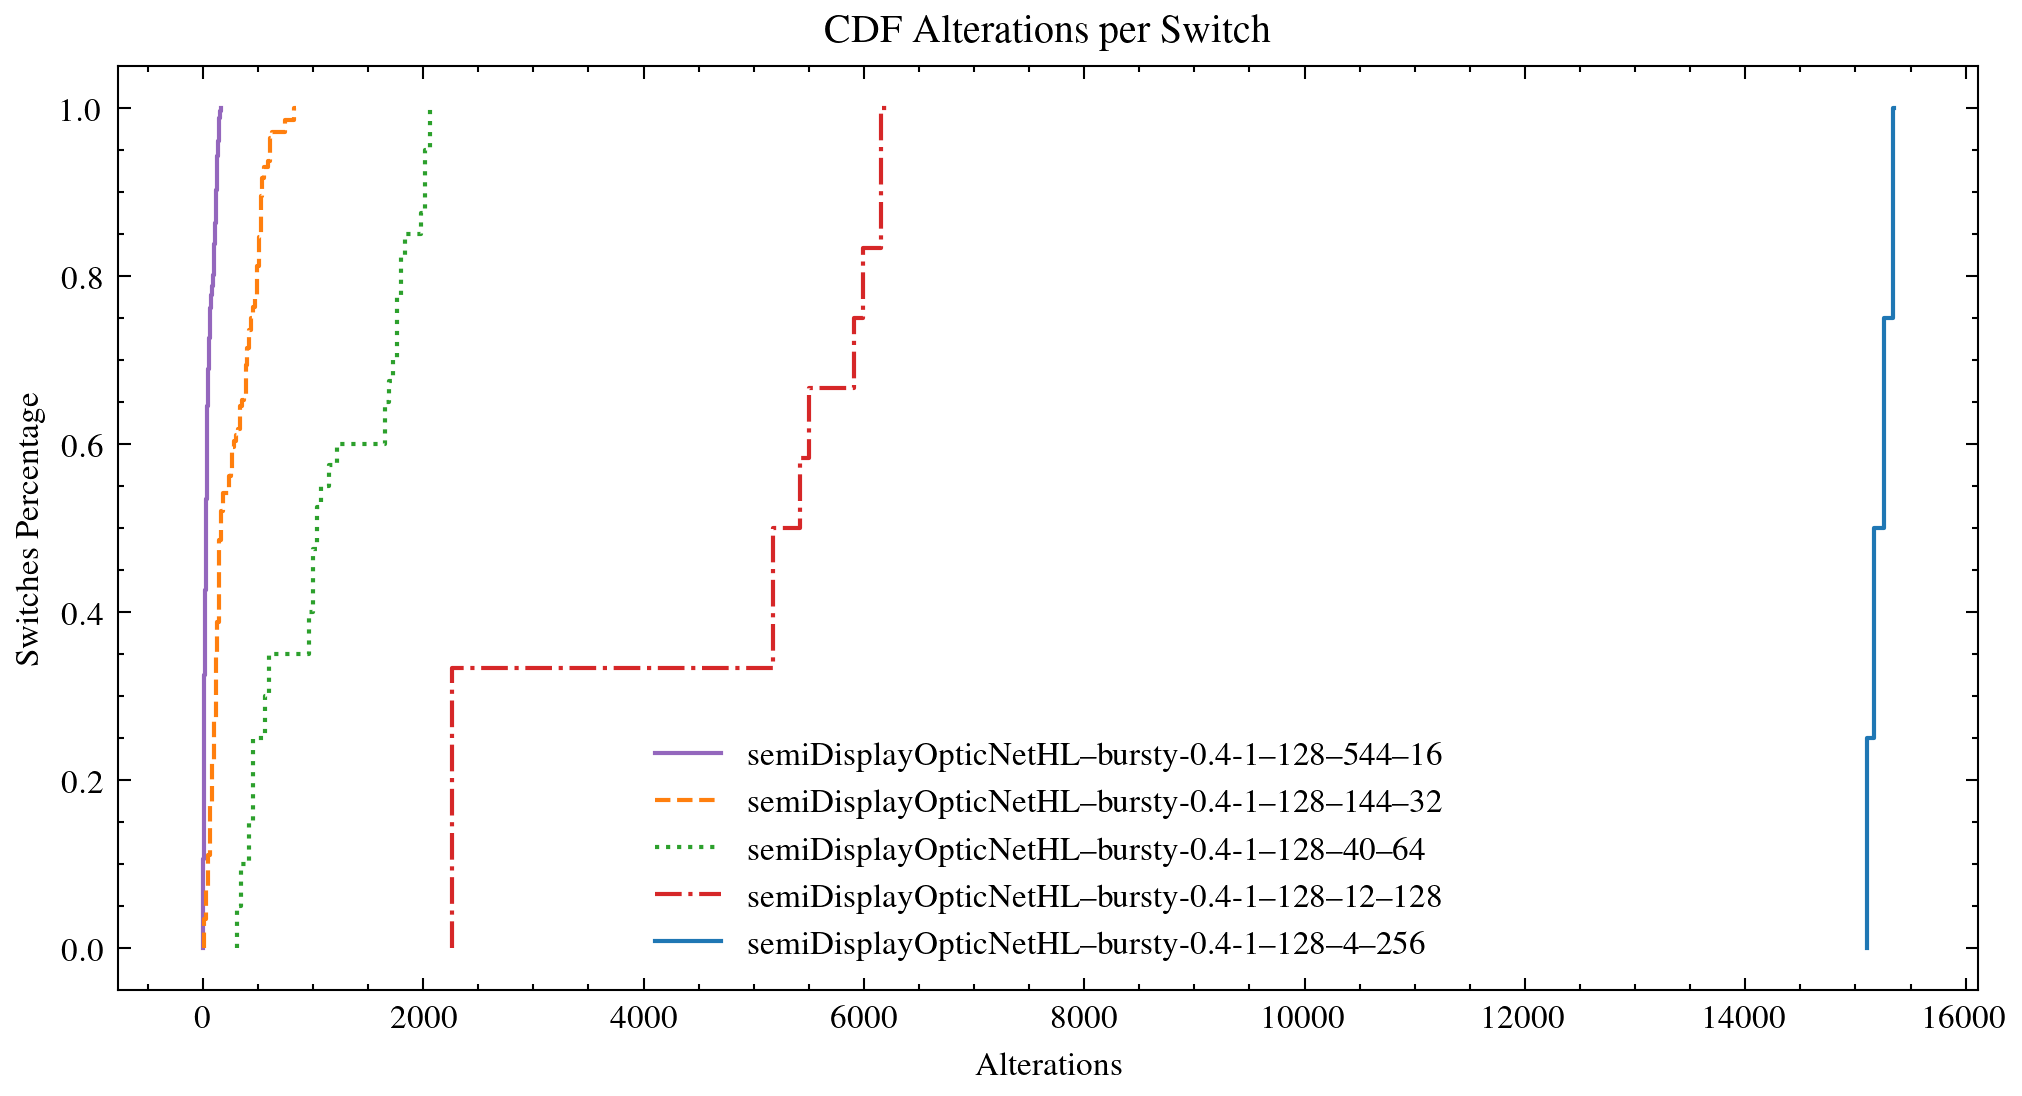 CDF Alterations per Switch
1.0
0.8
0.6
0.4
0.2
0.0
Switches Percentage
semiDisplayOpticNetHL–bursty-0.4-1–128–544–16
semiDisplayOpticNetHL–bursty-0.4-1–128–144–32
semiDisplayOpticNetHL–bursty-0.4-1–128–40–64
semiDisplayOpticNetHL–bursty-0.4-1–128–12–128
semiDisplayOpticNetHL–bursty-0.4-1–128–4–256
0 2000 4000 6000 8000 10000 12000 14000 16000
Alterations